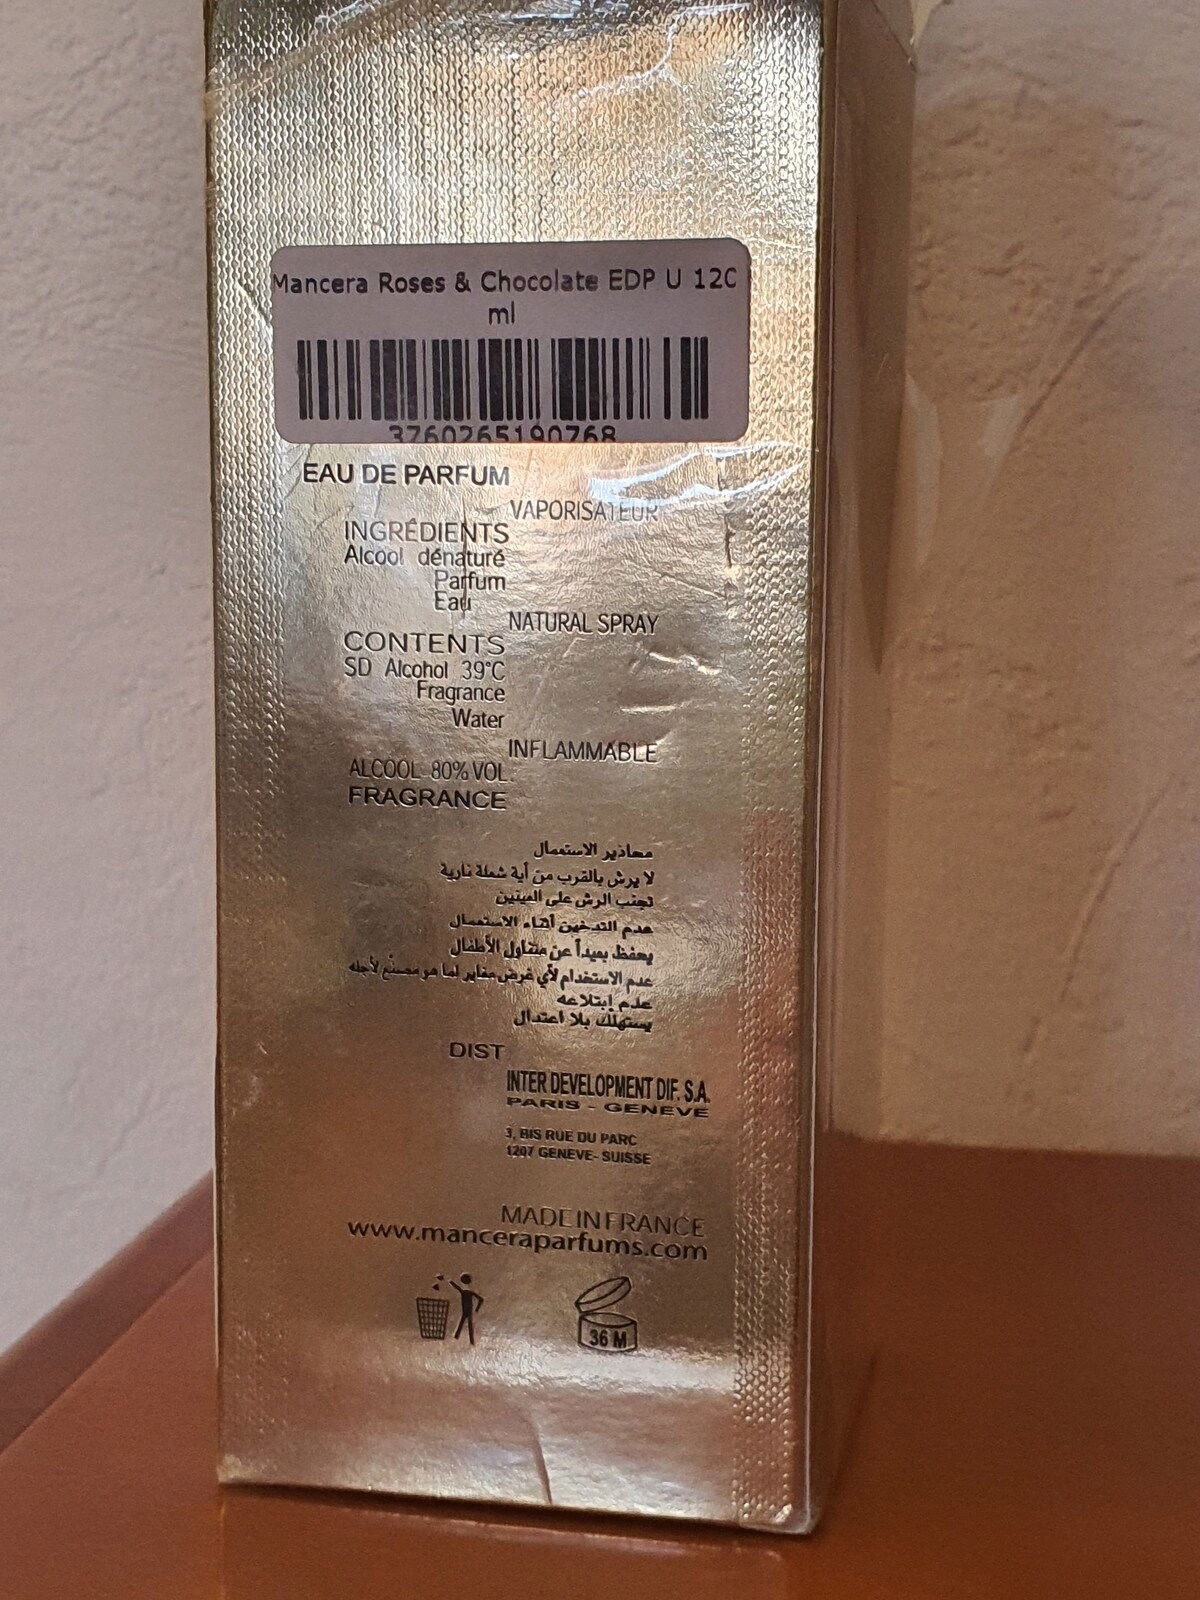 Mancera Roses & Chocolate EDP U 120
ml
3760265190768
EAU DE PARFUM
VAPORISATEUR
INGRÉDIENTS
Alcool dénaturé
Parfum
Eau
NATURAL SPRAY
CONTENTS
SD Alcohol 39°C
Fragrance
Water
INFLAMMABLE
ALCOOL 80% VOL.
FRAGRANCE
محاذير الاستعمال
لا يرش بالقرب من أية شعلة نارية
تجنب الرش على العينين
عدم التدخين أثناء الاستعمال
يحفظ بعيداً عن متناول الأطفال
عدم الاستخدام لأي غرض مغاير لما هو مصنّع لأجله
عدم إبتلاعه
يستهلك بلا اعتدال
DIST
INTER DEVELOPMENT DIF. S.A.
PARIS - GENEVE
3, BIS RUE DU PARC
1207 GENEVE- SUISSE
MADE IN FRANCE
www.manceraparfums.com
36 M